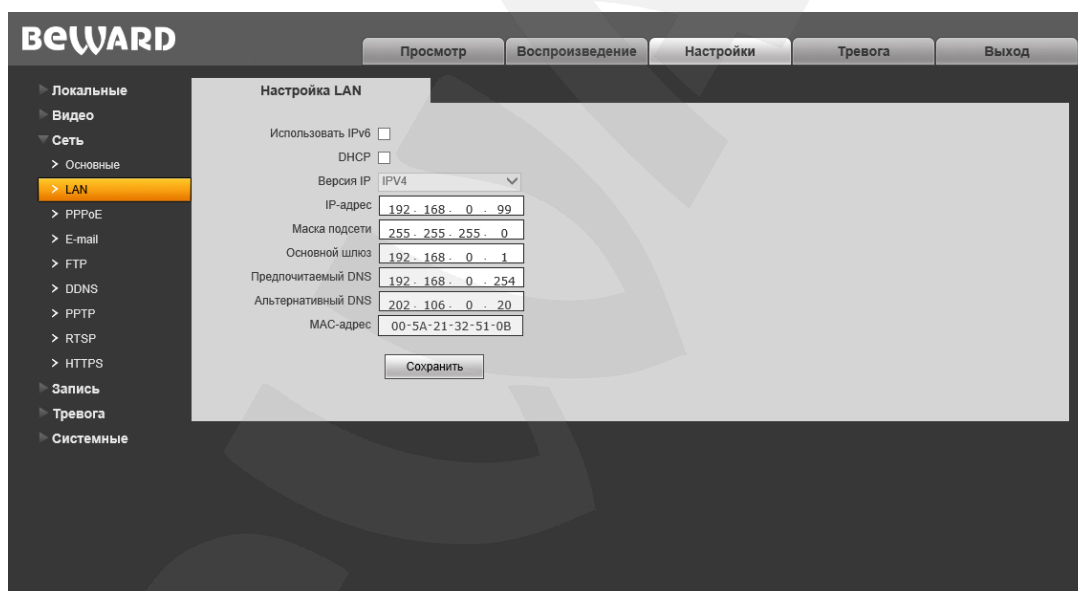 BEWARD
Просмотр Воспроизведение Настройки Тревога Выход
Локальные
Видео
Сеть
> Основные
> LAN
> PPPoE
> E-mail
> FTP
> DDNS
> PPTP
> RTSP
> HTTPS
Запись
Тревога
Системные
Настройка LAN
Использовать IPv6
DHCP
Версия IP IPV4
IP-адрес 192. 168. 0 . 99
Маска подсети 255. 255. 255. 0
Основной шлюз 192. 168. 0 . 1
Предпочитаемый DNS 192. 168. 0 . 254
Альтернативный DNS 202. 106. 0 . 20
MAC-адрес 00-5A-21-32-51-0B
Сохранить